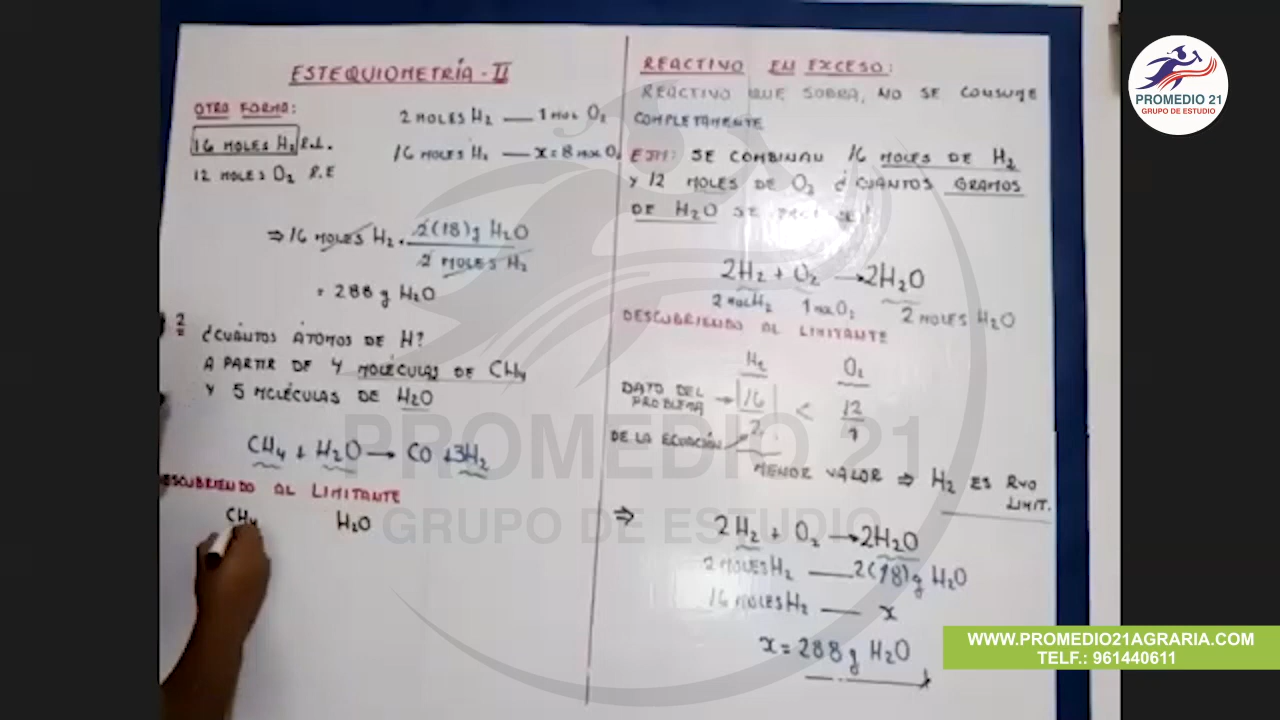 ESTEQUIOMETRÍA - II
OTRA FORMA:
16 MOLES H₂ R.L.
12 MOLES O₂ R.E
2 MOLES H₂ — 1 MOL O₂
16 MOLES H₂ — X = 8 MOL O₂
⇒ 16 MOLES H₂ . 2(18)g H₂O
2 MOLES H₂
= 288 g H₂O
2
¿CUÁNTOS ÁTOMOS DE H?
A PARTIR DE 4 MOLÉCULAS DE CH₄
Y 5 MOLÉCULAS DE H₂O
CH₄ + H₂O → CO + 3H₂
ESCUBRIENDO AL LIMITANTE
CH₄ H₂O
REACTIVO EN EXCESO:
REACTIVO QUE SOBRA, NO SE CONSUME
COMPLETAMENTE
EJM: SE COMBINAN 16 MOLES DE H₂
Y 12 MOLES DE O₂ ¿ CUÁNTOS GRAMOS
DE H₂O SE
2H₂ + O₂ → 2H₂O
2 MOL H₂ 1 MOL O₂ 2 MOLES H₂O
DESCUBRIENDO AL LIMITANTE
H₂ O₂
DATO DEL
PROBLEMA → 16 < 12
DE LA ECUACIÓN 2 1
MENOR VALOR ⇒ H₂ ES RVO
LIMIT.
⇒ 2H₂ + O₂ → 2H₂O
2 MOLES H₂ — 2(18)g H₂O
16 MOLES H₂ — X
X = 288 g H₂O
PROMEDIO 21
GRUPO DE ESTUDIO
PROMEDIO 21
GRUPO DE ESTUDIO
WWW.PROMEDIO21AGRARIA.COM
TELF.: 961440611